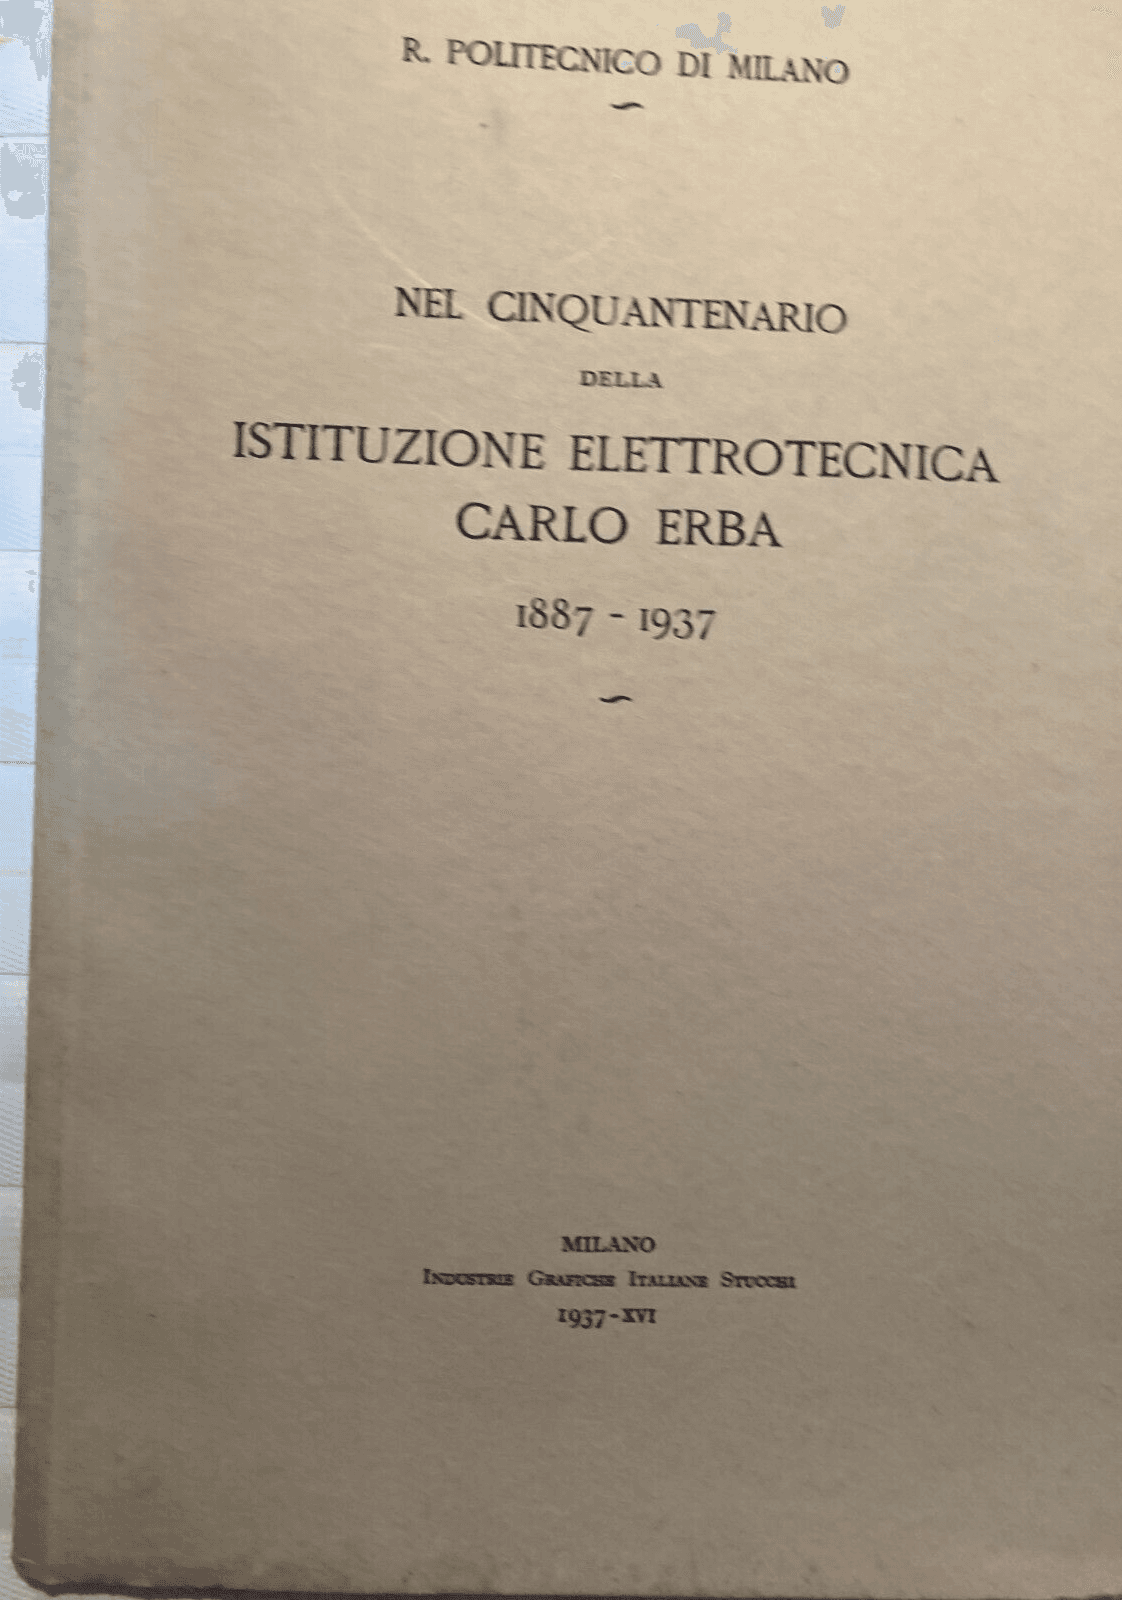 R. POLITECNICO DI MILANO
NEL CINQUANTENARIO
DELLA
ISTITUZIONE ELETTROTECNICA
CARLO ERBA
1887 - 1937
MILANO
INDUSTRIE GRAFICHE ITALIANE STUCCHI
1937-XVI